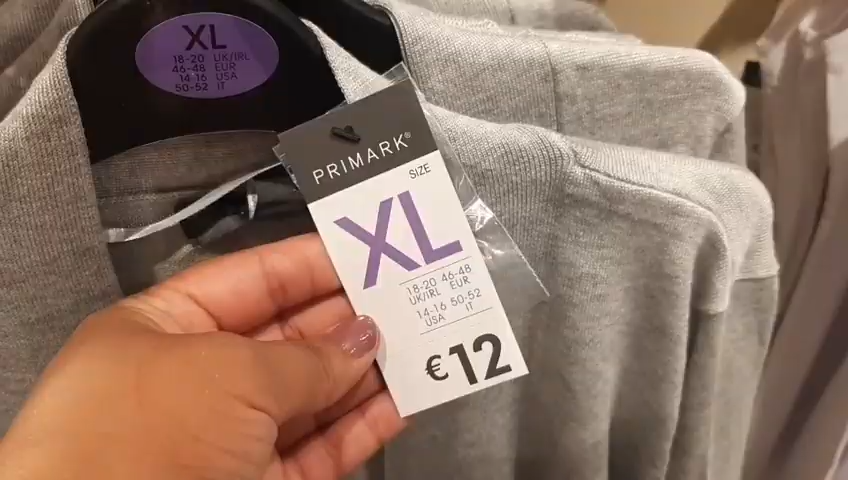 XL
18-20 UK/IRL
46-48 EUR
14-16 USA
50-52 IT
PRIMARK®
SIZE
XL
18-20 46-48
UK/IRL EUR
14-16 50-52
USA IT
€12